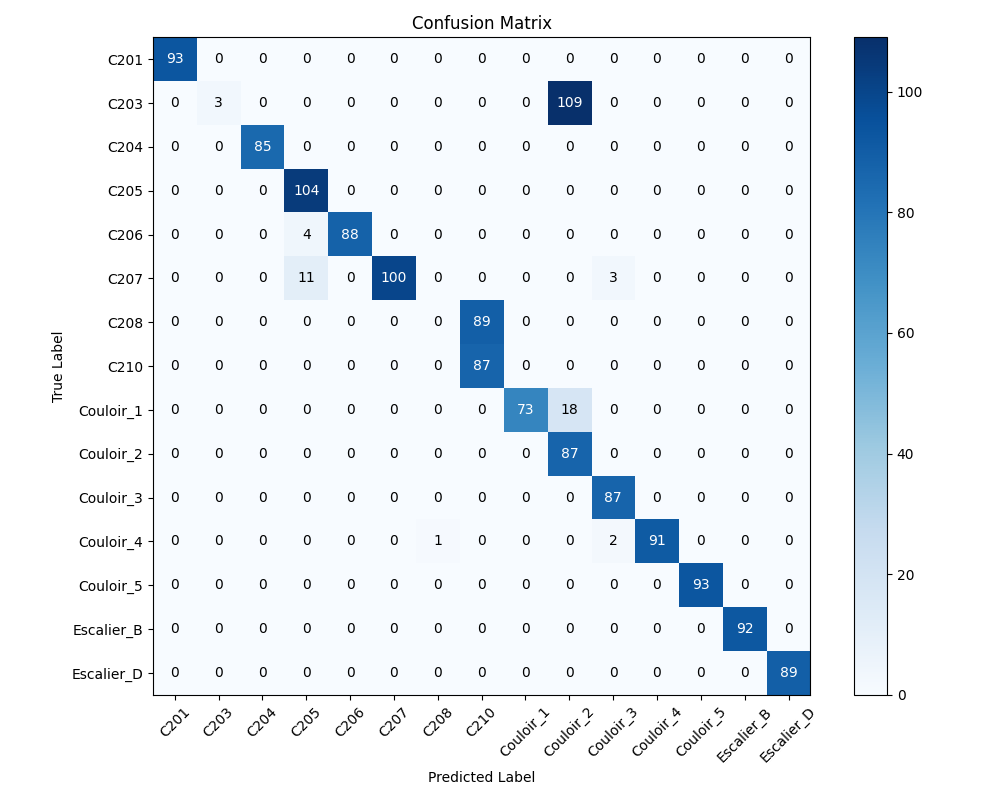 Confusion Matrix
C201 93 0 0 0 0 0 0 0 0 0 0 0 0 0 0
C203 0 3 0 0 0 0 0 0 0 109 0 0 0 0 0
C204 0 0 85 0 0 0 0 0 0 0 0 0 0 0 0
C205 0 0 0 104 0 0 0 0 0 0 0 0 0 0 0
C206 0 0 0 4 88 0 0 0 0 0 0 0 0 0 0
C207 0 0 0 11 0 100 0 0 0 0 3 0 0 0 0
C208 0 0 0 0 0 0 0 89 0 0 0 0 0 0 0
C210 0 0 0 0 0 0 0 87 0 0 0 0 0 0 0
Couloir_1 0 0 0 0 0 0 0 0 73 18 0 0 0 0 0
Couloir_2 0 0 0 0 0 0 0 0 0 87 0 0 0 0 0
Couloir_3 0 0 0 0 0 0 0 0 0 0 87 0 0 0 0
Couloir_4 0 0 0 0 0 0 1 0 0 0 2 91 0 0 0
Couloir_5 0 0 0 0 0 0 0 0 0 0 0 0 93 0 0
Escalier_B 0 0 0 0 0 0 0 0 0 0 0 0 0 92 0
Escalier_D 0 0 0 0 0 0 0 0 0 0 0 0 0 0 89
C201 C203 C204 C205 C206 C207 C208 C210 Couloir_1 Couloir_2 Couloir_3 Couloir_4 Couloir_5 Escalier_B Escalier_D
Predicted Label
True Label
100
80
60
40
20
0